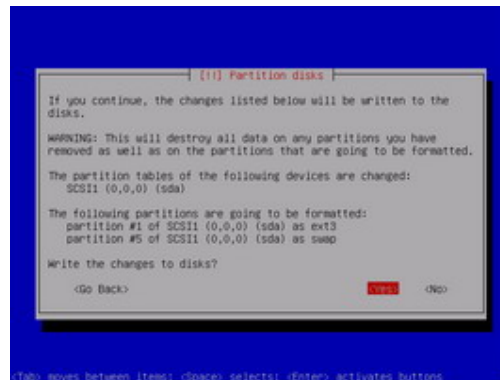 [!!] Partition disks
If you continue, the changes listed below will be written to the
disks.
WARNING: This will destroy all data on any partitions you have
removed as well as on the partitions that are going to be formatted.
The partition tables of the following devices are changed:
SCSI1 (0,0,0) (sda)
The following partitions are going to be formatted:
partition #1 of SCSI1 (0,0,0) (sda) as ext3
partition #5 of SCSI1 (0,0,0) (sda) as swap
Write the changes to disks?
<Go Back> <Yes> <No>
<Tab> moves between items; <Space> selects; <Enter> activates buttons